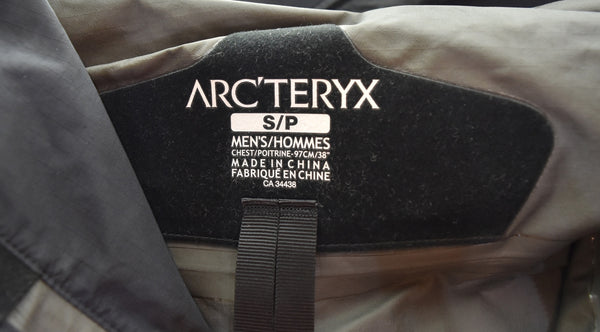 ARC'TERYX
S/P
MEN'S/HOMMES
CHEST/POITRINE-97CM/38"
MADE IN CHINA
FABRIQUÉ EN CHINE
CA 34438